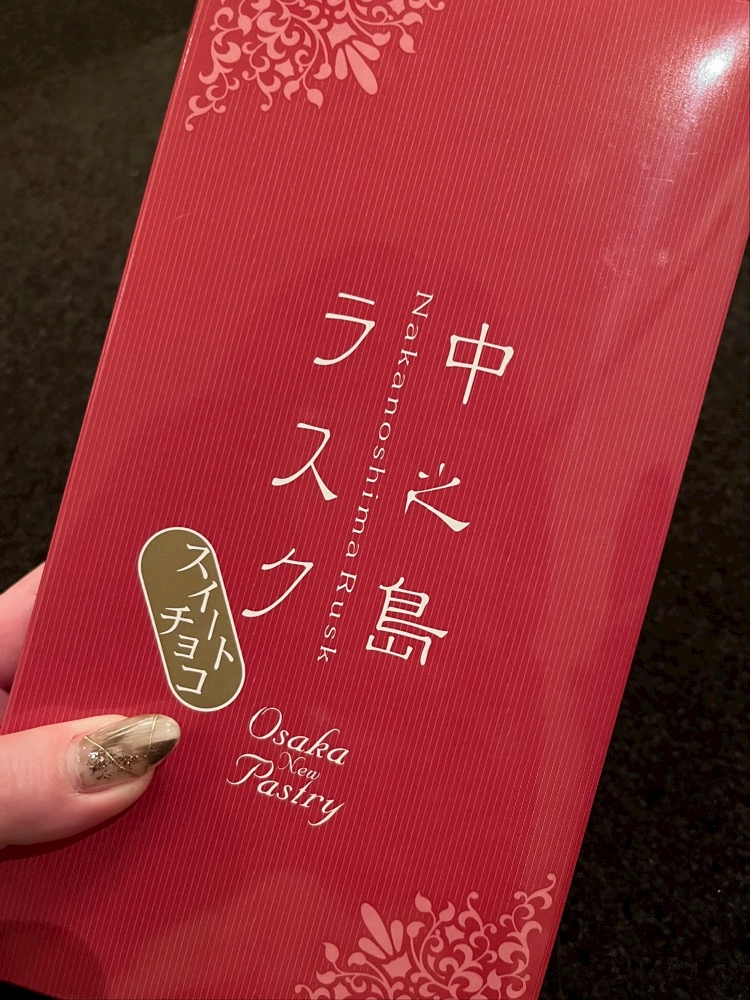 中之島
Nakanoshima Rusk
ラスク
スイート
チョコ
Osaka
New
Pastry